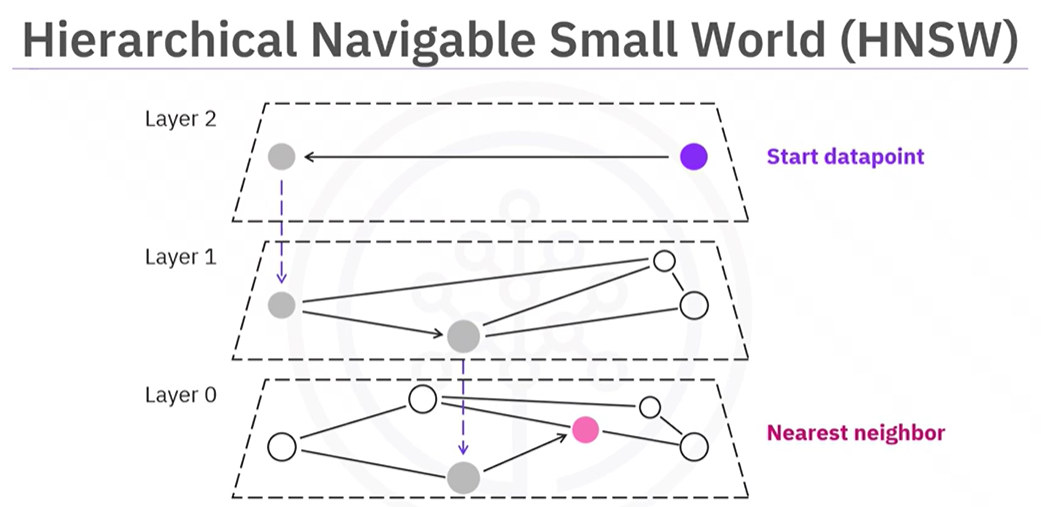 Hierarchical Navigable Small World (HNSW)
Layer 2
Start datapoint
Layer 1
Layer 0
Nearest neighbor